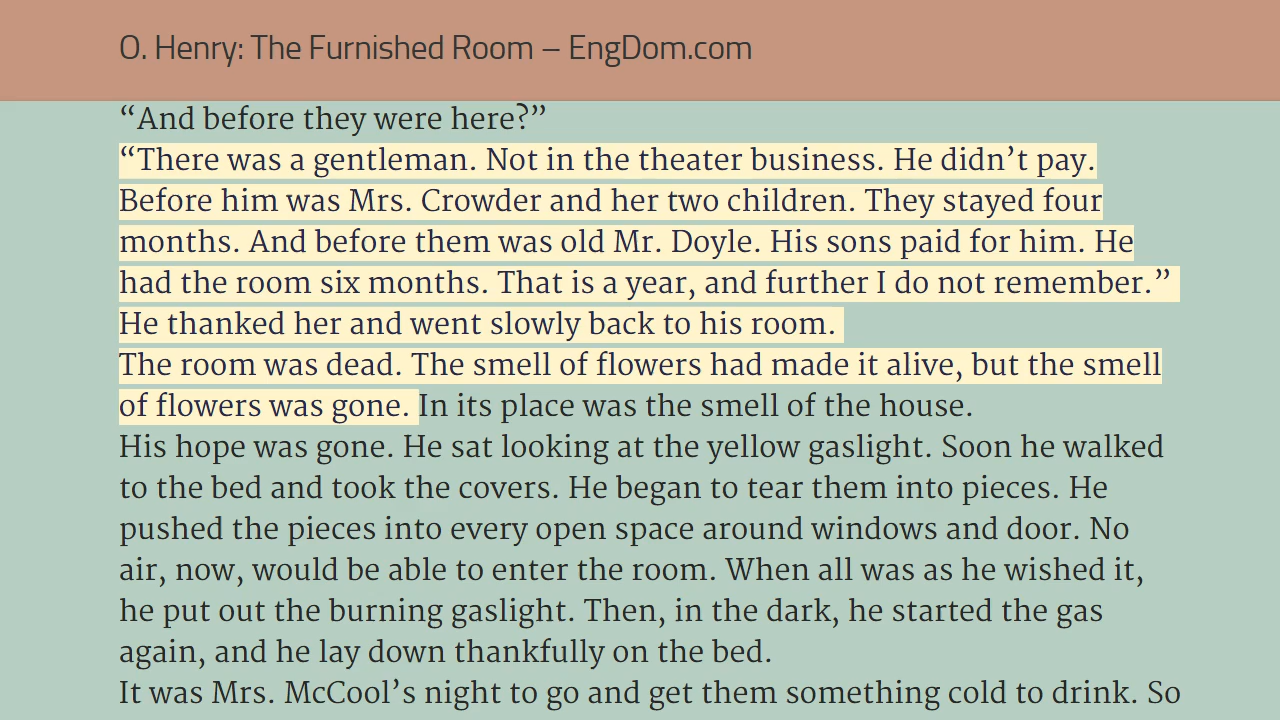 O. Henry: The Furnished Room – EngDom.com
“And before they were here?”
“There was a gentleman. Not in the theater business. He didn’t pay.
Before him was Mrs. Crowder and her two children. They stayed four
months. And before them was old Mr. Doyle. His sons paid for him. He
had the room six months. That is a year, and further I do not remember.”
He thanked her and went slowly back to his room.
The room was dead. The smell of flowers had made it alive, but the smell
of flowers was gone. In its place was the smell of the house.
His hope was gone. He sat looking at the yellow gaslight. Soon he walked
to the bed and took the covers. He began to tear them into pieces. He
pushed the pieces into every open space around windows and door. No
air, now, would be able to enter the room. When all was as he wished it,
he put out the burning gaslight. Then, in the dark, he started the gas
again, and he lay down thankfully on the bed.
It was Mrs. McCool’s night to go and get them something cold to drink. So